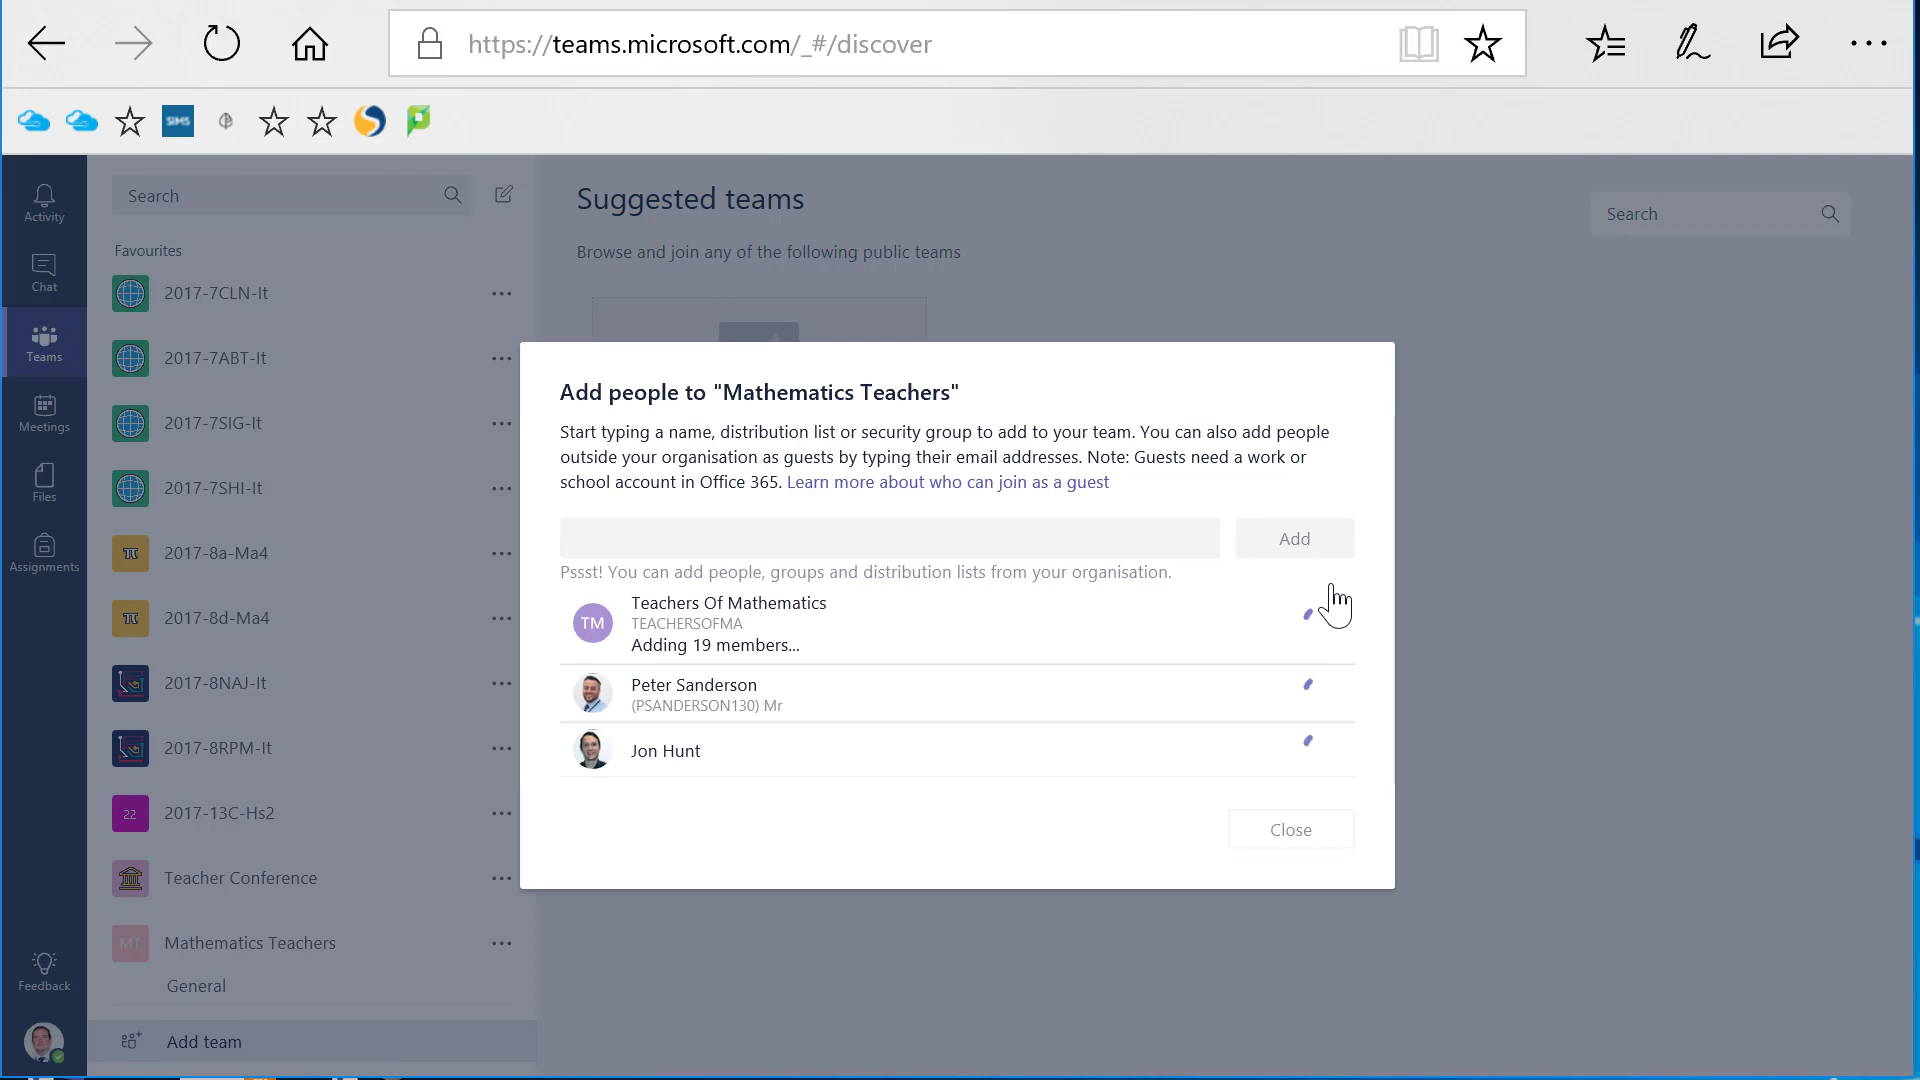 https://teams.microsoft.com/_#/discover
SIMS
Activity
Chat
Teams
Meetings
Files
Assignments
Feedback
Search
Favourites
2017-7CLN-It
2017-7ABT-It
2017-7SIG-It
2017-7SHI-It
2017-8a-Ma4
2017-8d-Ma4
2017-8NAJ-It
2017-8RPM-It
22
2017-13C-Hs2
Teacher Conference
MT
Mathematics Teachers
General
Add team
Suggested teams
Search
Browse and join any of the following public teams
Add people to "Mathematics Teachers"
Start typing a name, distribution list or security group to add to your team. You can also add people
outside your organisation as guests by typing their email addresses. Note: Guests need a work or
school account in Office 365. Learn more about who can join as a guest
Add
Pssst! You can add people, groups and distribution lists from your organisation.
TM
Teachers Of Mathematics
TEACHERSOFMA
Adding 19 members...
Peter Sanderson
(PSANDERSON130) Mr
Jon Hunt
Close